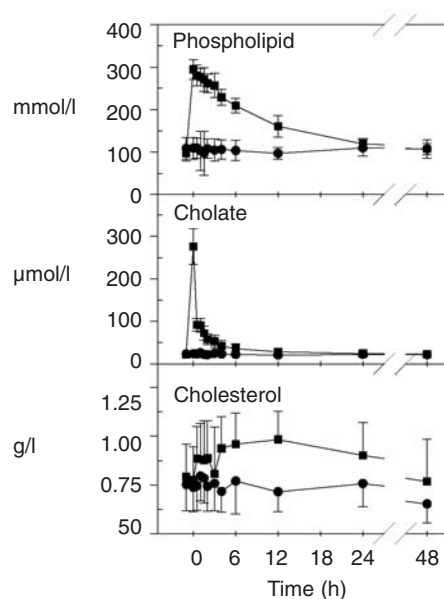 Phospholipid
400
300
mmol/l
200
100
0
Cholate
300
µmol/l
200
100
0
Cholesterol
1.25
g/l
1.00
0.75
50
0 6 12 18 24 48
Time (h)